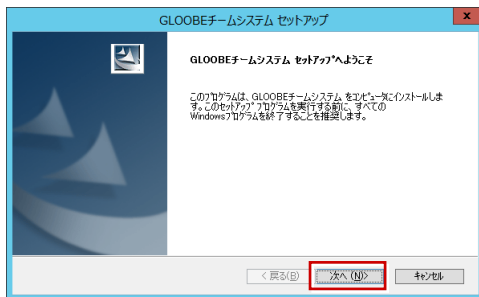 GLOOBEチームシステム セットアップ
x
GLOOBEチームシステム ｾｯﾄｱｯﾌﾟへようこそ
このﾌﾟﾛｸﾞﾗﾑは、GLOOBEチームシステム をｺﾝﾋﾟｭｰﾀにｲﾝｽﾄｰﾙしま
す。このｾｯﾄｱｯﾌﾟ ﾌﾟﾛｸﾞﾗﾑを実行する前に、すべての
Windowsﾌﾟﾛｸﾞﾗﾑを終了することを推奨します。
< 戻る(B) 次へ (N)> ｷｬﾝｾﾙ